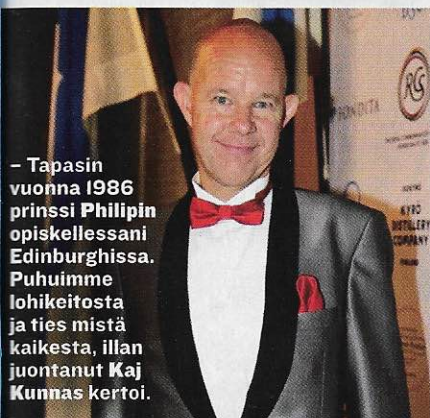 – Tapasin
vuonna 1986
prinssi Philipin
opiskellessani
Edinburghissa.
Puhuimme
lohikeitosta
ja ties mistä
kaikesta, illan
juontanut Kaj
Kunnas kertoi.
RCS
KYRO
DISTILLERY
COMPANY